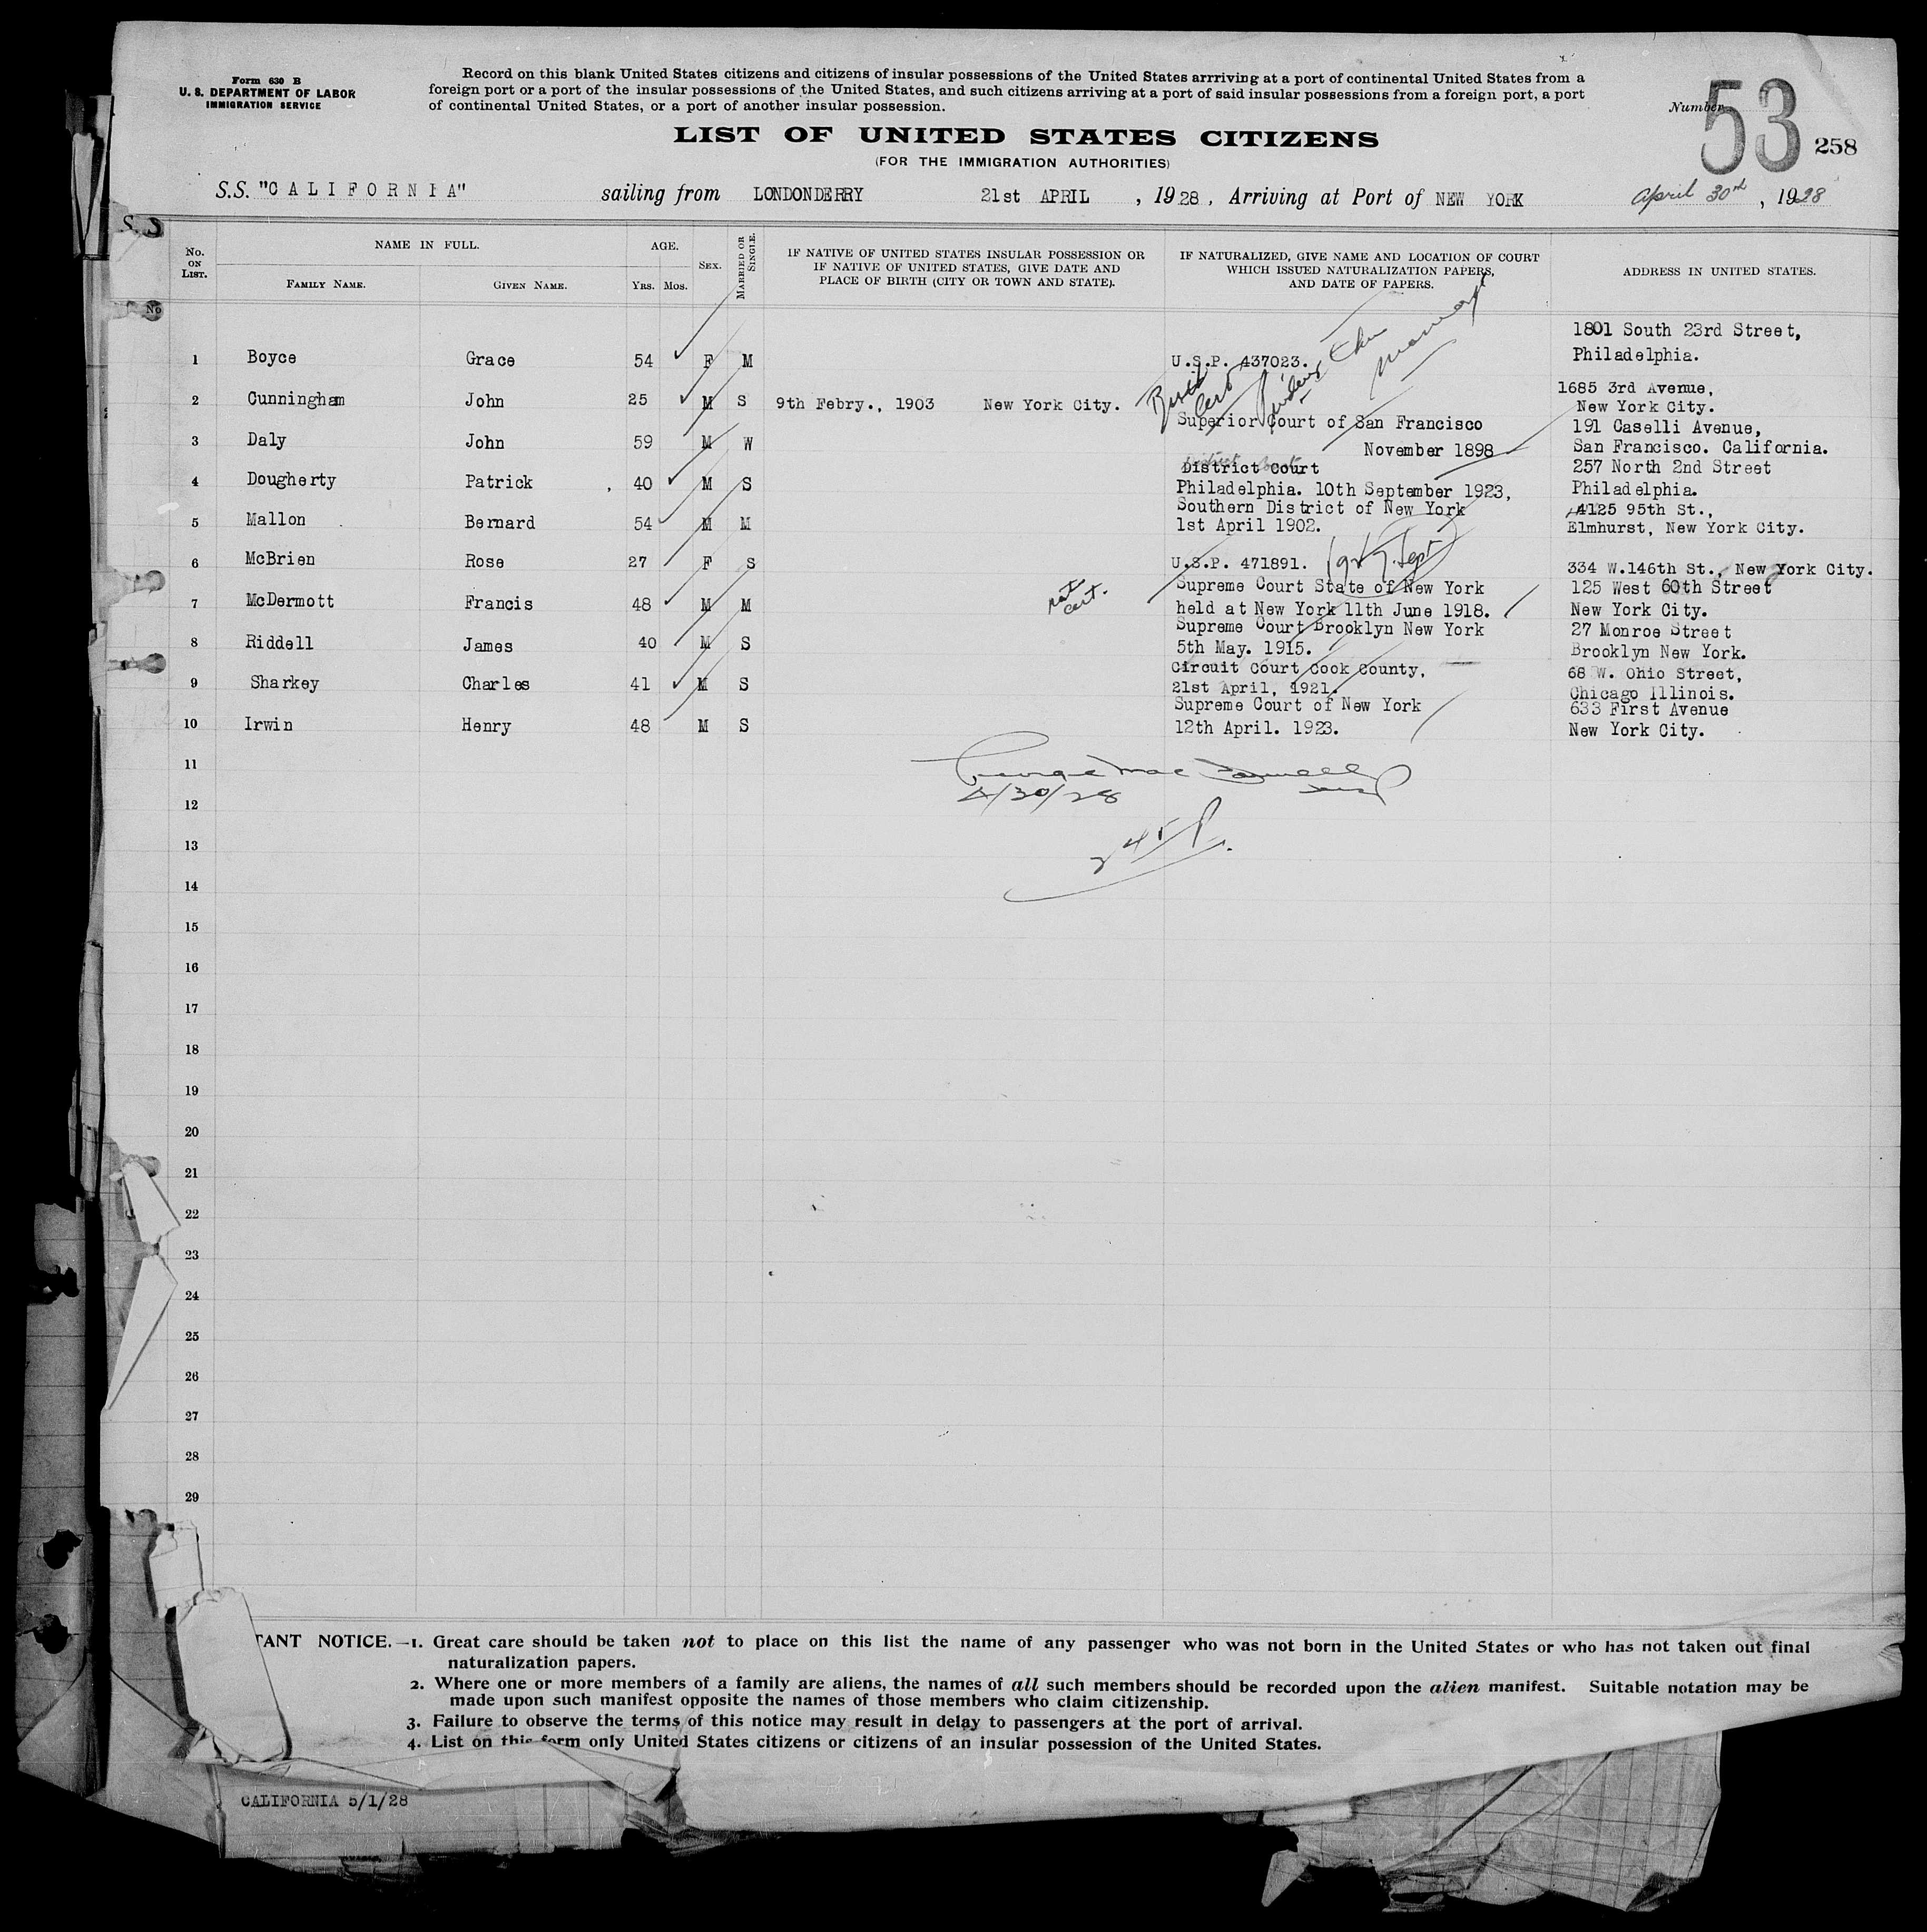 Form 630 B
U. S. DEPARTMENT OF LABOR
IMMIGRATION SERVICE
Record on this blank United States citizens and citizens of insular possessions of the United States arrriving at a port of continental United States from a
foreign port or a port of the insular possessions of the United States, and such citizens arriving at a port of said insular possessions from a foreign port, a port
of continental United States, or a port of another insular possession.
Number 53 258
LIST OF UNITED STATES CITIZENS
(FOR THE IMMIGRATION AUTHORITIES)
S.S. "CALIFORNIA" sailing from LONDONDERRY 21st APRIL , 1928, Arriving at Port of NEW YORK April 30th , 1928
S.S
No
No. ON LIST. NAME IN FULL. FAMILY NAME. GIVEN NAME. AGE. YRS. MOS. SEX. MARRIED OR SINGLE. IF NATIVE OF UNITED STATES INSULAR POSSESSION OR IF NATIVE OF UNITED STATES, GIVE DATE AND PLACE OF BIRTH (CITY OR TOWN AND STATE). IF NATURALIZED, GIVE NAME AND LOCATION OF COURT WHICH ISSUED NATURALIZATION PAPERS, AND DATE OF PAPERS. ADDRESS IN UNITED STATES.
1 Boyce Grace 54 F M U.S.P. 437023. 1801 South 23rd Street, Philadelphia.
2 Cunningham John 25 M S 9th Febry., 1903 New York City. Birth Cert 1685 3rd Avenue, New York City.
3 Daly John 59 M W Superior Court of San Francisco November 1898 191 Caselli Avenue, San Francisco. California.
4 Dougherty Patrick 40 M S District Court Philadelphia. 10th September 1923, 257 North 2nd Street Philadelphia.
5 Mallon Bernard 54 M M Southern District of New York 1st April 1902. 4125 95th St., Elmhurst, New York City.
6 McBrien Rose 27 F S U.S.P. 471891. 334 W.146th St., New York City.
7 McDermott Francis 48 M M nat cert. Supreme Court State of New York held at New York 11th June 1918. 125 West 60th Street New York City.
8 Riddell James 40 M S Supreme Court Brooklyn New York 5th May. 1915. 27 Monroe Street Brooklyn New York.
9 Sharkey Charles 41 M S Circuit Court Cook County, 21st April, 1921. 68 W. Ohio Street, Chicago Illinois.
10 Irwin Henry 48 M S Supreme Court of New York 12th April. 1923. 633 First Avenue New York City.
11
12 4/30/28
13
14
15
16
17
18
19
20
21
22
23
24
25
26
27
28
29
TANT NOTICE.—1. Great care should be taken not to place on this list the name of any passenger who was not born in the United States or who has not taken out final
naturalization papers.
2. Where one or more members of a family are aliens, the names of all such members should be recorded upon the alien manifest. Suitable notation may be
made upon such manifest opposite the names of those members who claim citizenship.
3. Failure to observe the terms of this notice may result in delay to passengers at the port of arrival.
4. List on this form only United States citizens or citizens of an insular possession of the United States.
CALIFORNIA 5/1/28